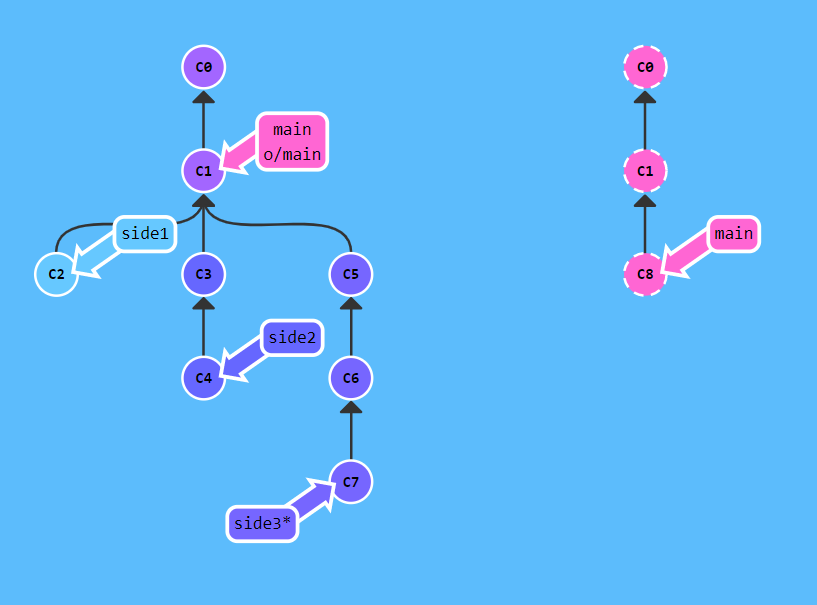 C0
main
o/main
C1
side1
C2
C3
C5
side2
C4
C6
C7
side3*
C0
C1
main
C8